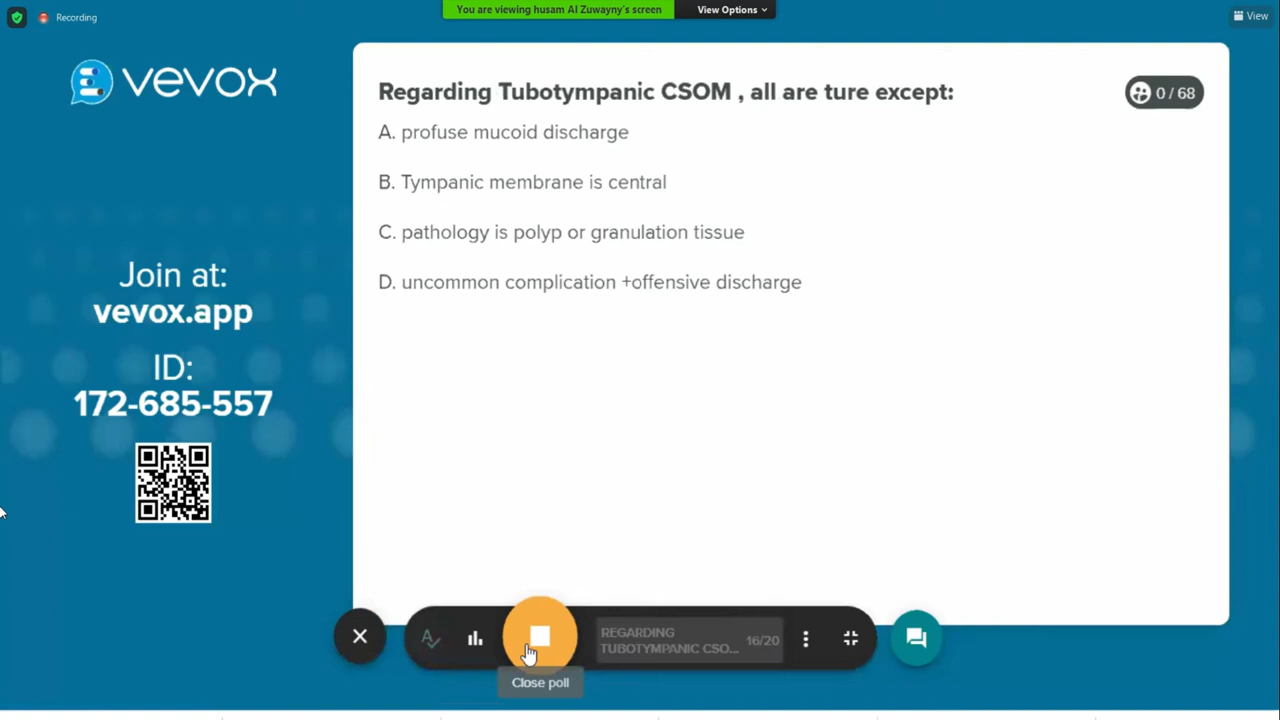 Recording
You are viewing husam Al Zuwayny's screen
View Options
View
vevox
Regarding Tubotympanic CSOM , all are ture except:
0 / 68
A. profuse mucoid discharge
B. Tympanic membrane is central
C. pathology is polyp or granulation tissue
D. uncommon complication +offensive discharge
Join at:
vevox.app
ID:
172-685-557
REGARDING
TUBOTYMPANIC CSO...
16/20
Close poll